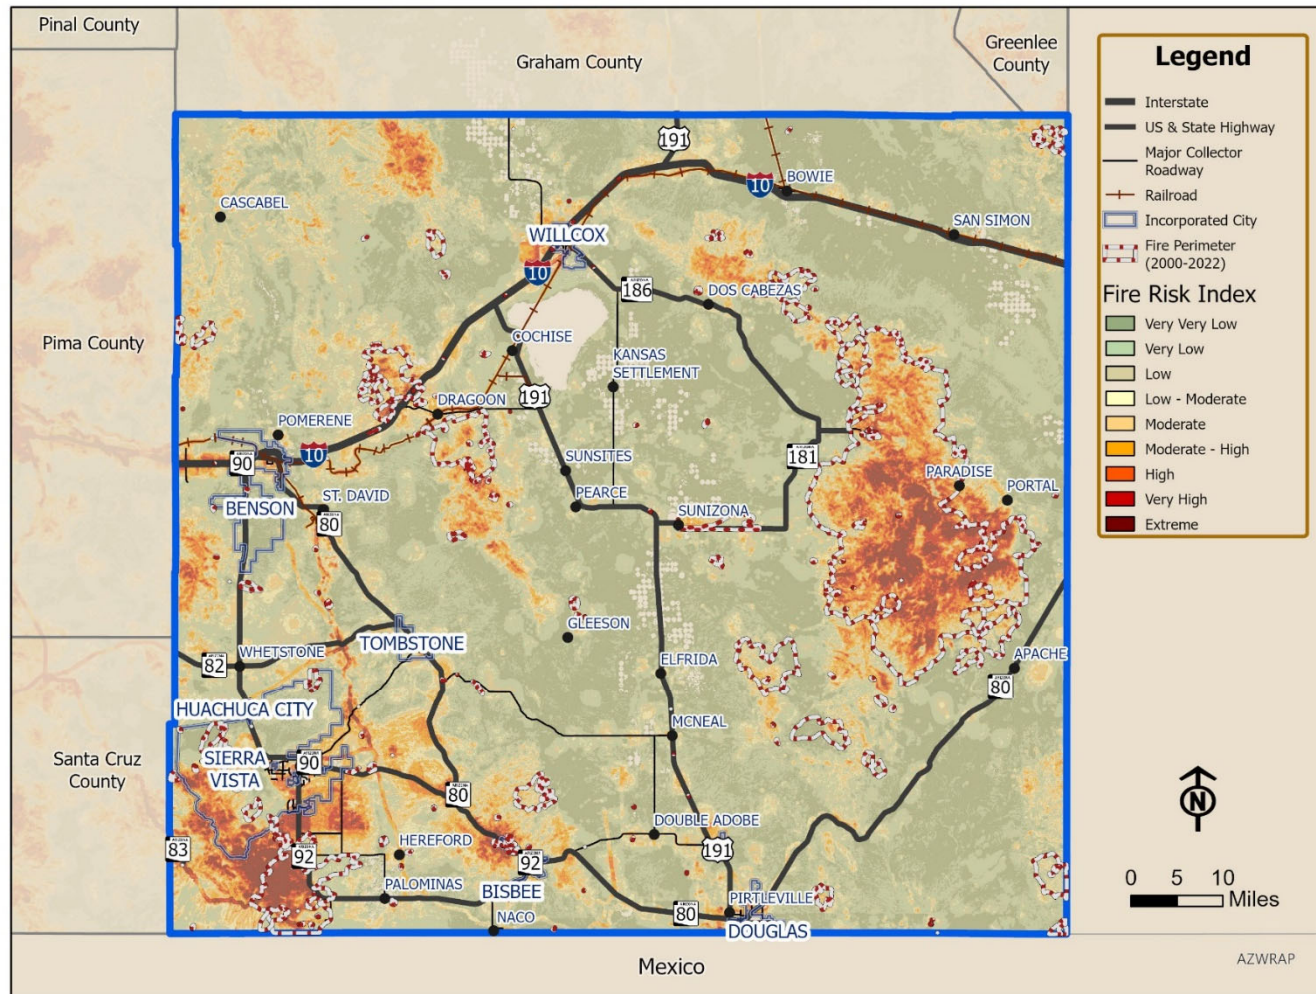 Pinal County
Graham County
Greenlee
County
Pima County
Santa Cruz
County
Mexico
191
10
BOWIE
CASCABEL
SAN SIMON
WILLCOX
10
186
DOS CABEZAS
COCHISE
KANSAS
SETTLEMENT
191
DRAGOON
POMERENE
10
90
SUNSITES
181
PARADISE
PORTAL
PEARCE
ST. DAVID
BENSON
80
SUNIZONA
GLEESON
TOMBSTONE
WHETSTONE
82
ELFRIDA
APACHE
80
HUACHUCA CITY
MCNEAL
SIERRA
VISTA
90
80
DOUBLE ADOBE
83
92
HEREFORD
92
191
BISBEE
PALOMINAS
PIRTLEVILLE
80
NACO
DOUGLAS
Legend
Interstate
US & State Highway
Major Collector
Roadway
Railroad
Incorporated City
Fire Perimeter
(2000-2022)
Fire Risk Index
Very Very Low
Very Low
Low
Low - Moderate
Moderate
Moderate - High
High
Very High
Extreme
N
0 5 10
Miles
AZWRAP